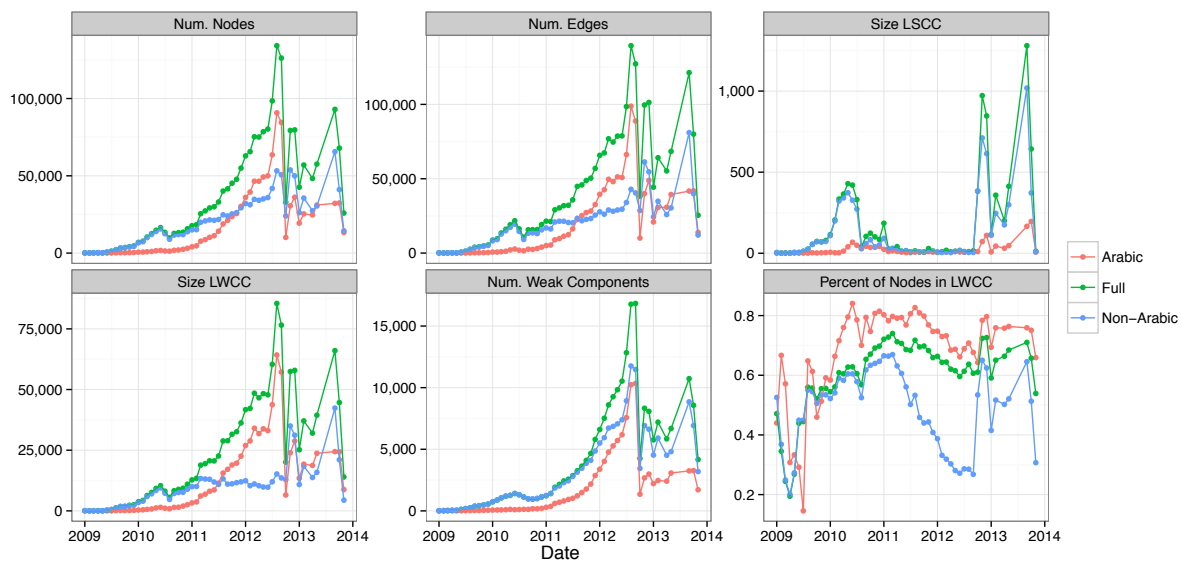 Num. Nodes
Num. Edges
Size LSCC
100,000
50,000
0
100,000
50,000
0
1,000
500
0
Size LWCC
Num. Weak Components
Percent of Nodes in LWCC
75,000
50,000
25,000
0
15,000
10,000
5,000
0
0.8
0.6
0.4
0.2
2009 2010 2011 2012 2013 2014
2009 2010 2011 2012 2013 2014
2009 2010 2011 2012 2013 2014
Date
Arabic
Full
Non−Arabic